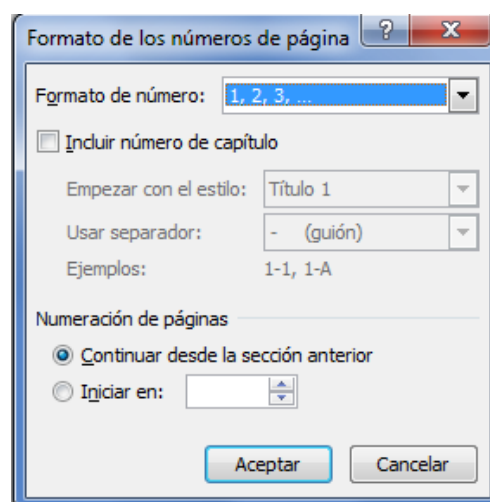 Formato de los números de página ? x
Formato de número: 1, 2, 3, ...
Incluir número de capítulo
Empezar con el estilo: Título 1
Usar separador: - (guión)
Ejemplos: 1-1, 1-A
Numeración de páginas
Continuar desde la sección anterior
Iniciar en:
Aceptar Cancelar